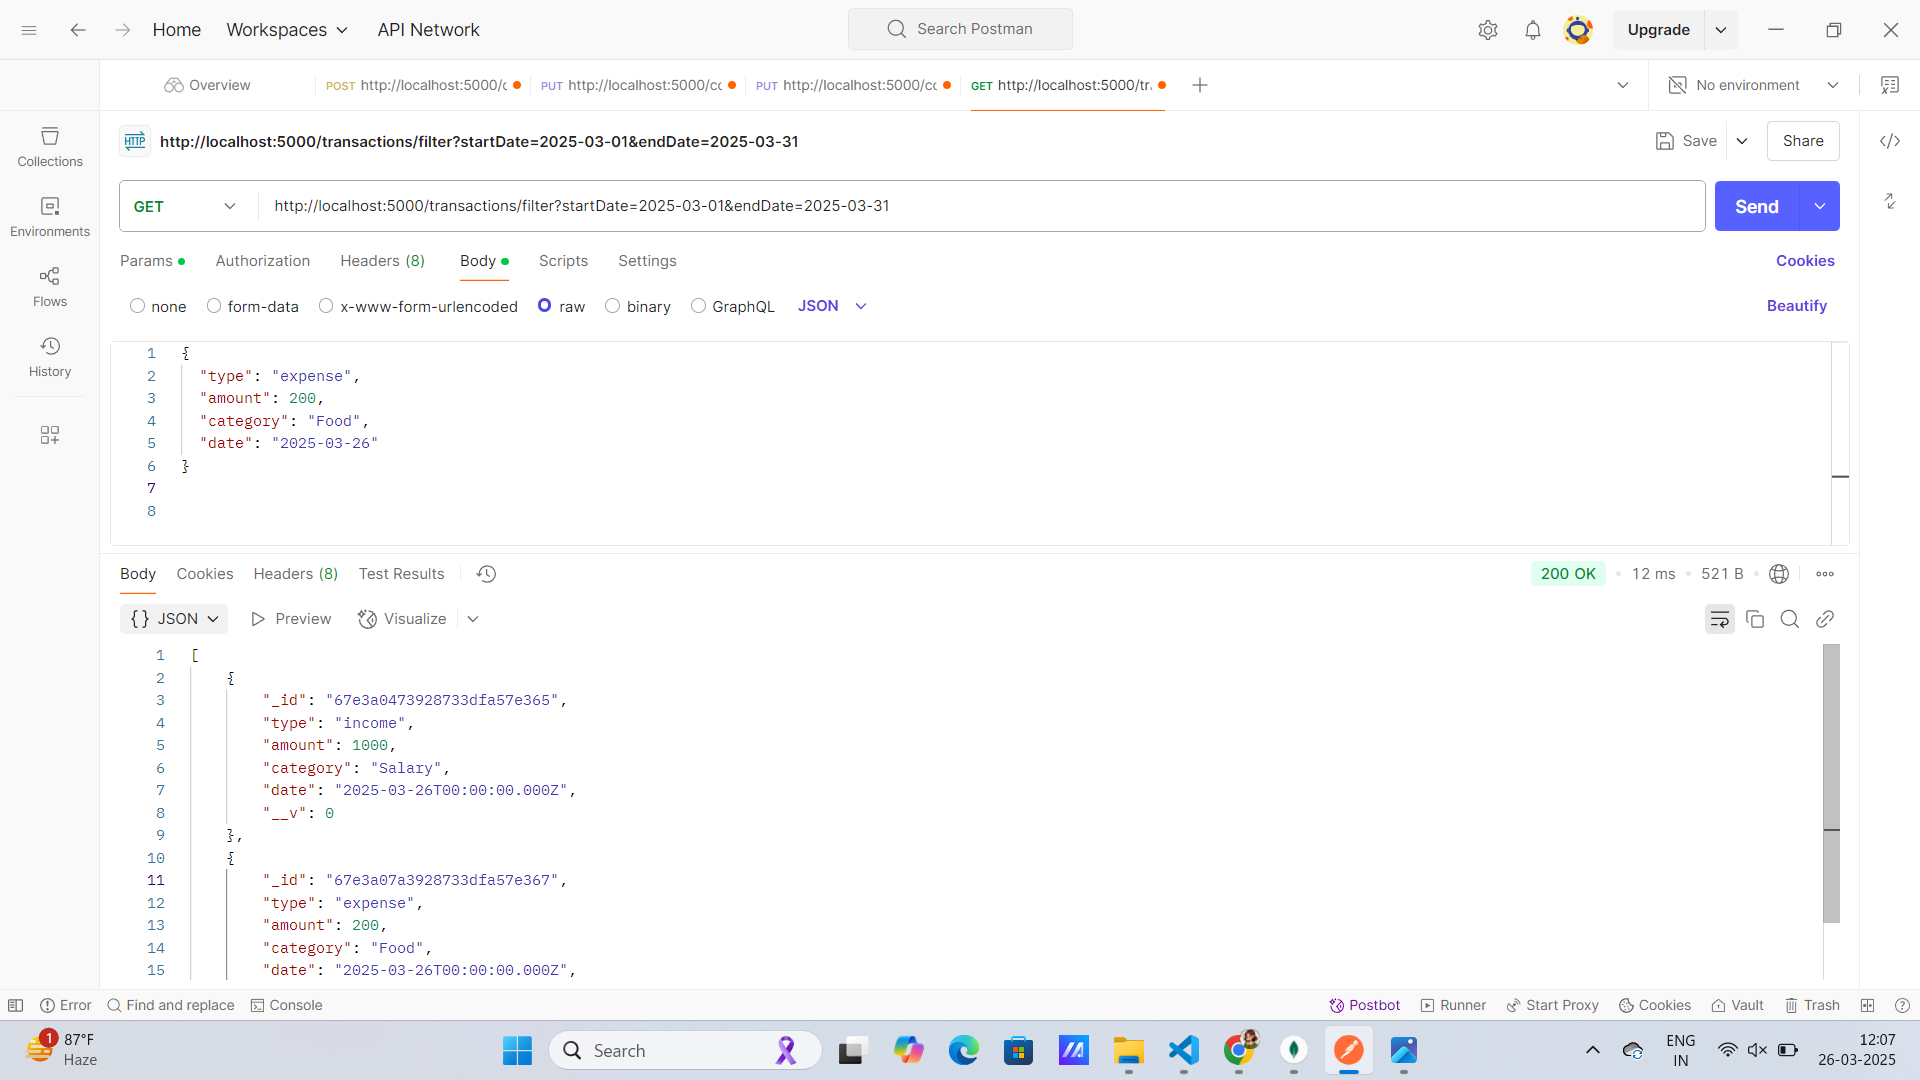 Home Workspaces API Network Search Postman Upgrade
Overview POST http://localhost:5000/c PUT http://localhost:5000/cc PUT http://localhost:5000/cc GET http://localhost:5000/tr No environment
HTTP http://localhost:5000/transactions/filter?startDate=2025-03-01&endDate=2025-03-31 Save Share
GET http://localhost:5000/transactions/filter?startDate=2025-03-01&endDate=2025-03-31 Send
Params Authorization Headers (8) Body Scripts Settings Cookies
none form-data x-www-form-urlencoded raw binary GraphQL JSON Beautify
Collections
Environments
Flows
History
1 {
2 "type": "expense",
3 "amount": 200,
4 "category": "Food",
5 "date": "2025-03-26"
6 }
7
8
Body Cookies Headers (8) Test Results 200 OK 12 ms 521 B
{} JSON Preview Visualize
1 [
2 {
3 "_id": "67e3a0473928733dfa57e365",
4 "type": "income",
5 "amount": 1000,
6 "category": "Salary",
7 "date": "2025-03-26T00:00:00.000Z",
8 "__v": 0
9 },
10 {
11 "_id": "67e3a07a3928733dfa57e367",
12 "type": "expense",
13 "amount": 200,
14 "category": "Food",
15 "date": "2025-03-26T00:00:00.000Z",
Error Find and replace Console Postbot Runner Start Proxy Cookies Vault Trash
1 87°F
Haze
Search
ENG
IN
12:07
26-03-2025